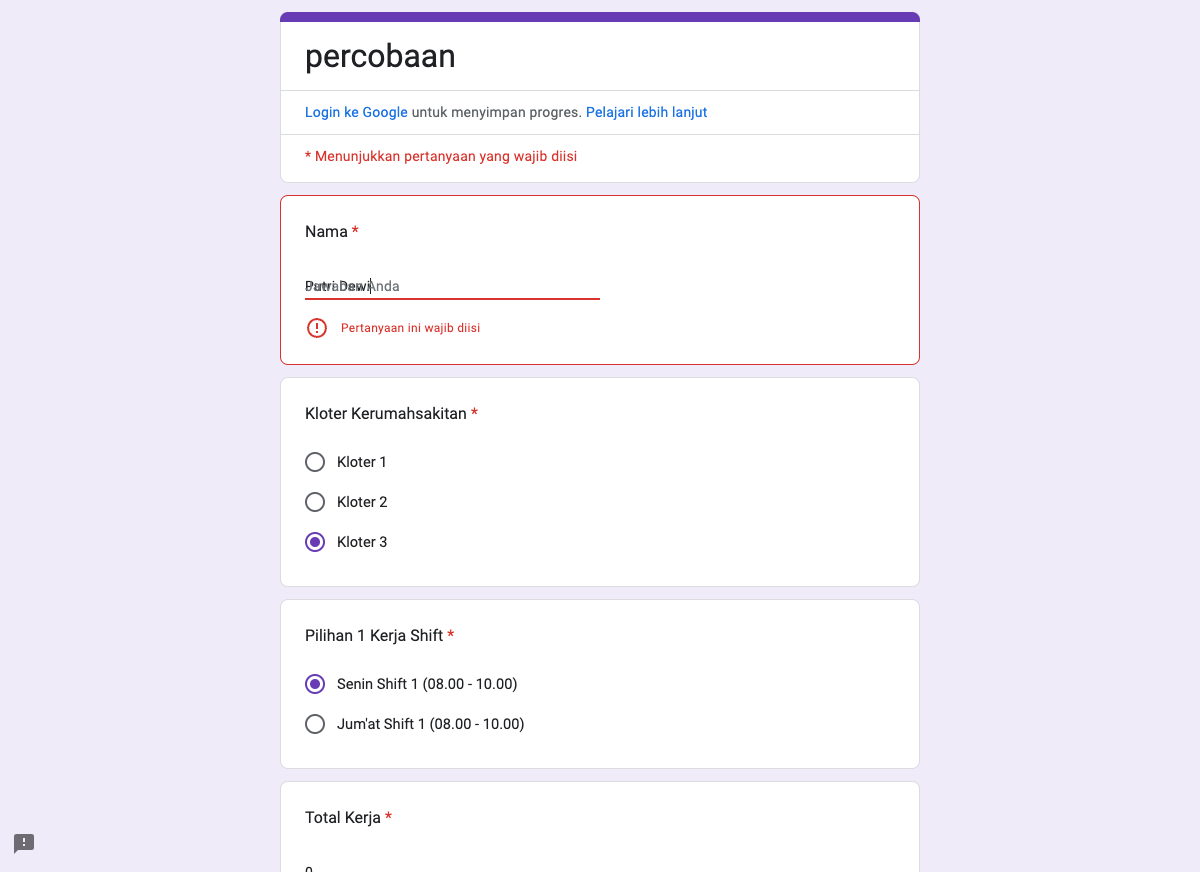 percobaan
Login ke Google untuk menyimpan progres. Pelajari lebih lanjut
* Menunjukkan pertanyaan yang wajib diisi
Nama *
Putri Dewi
Jawaban Anda
Pertanyaan ini wajib diisi
Kloter Kerumahsakitan *
Kloter 1
Kloter 2
Kloter 3
Pilihan 1 Kerja Shift *
Senin Shift 1 (08.00 - 10.00)
Jum'at Shift 1 (08.00 - 10.00)
Total Kerja *
0